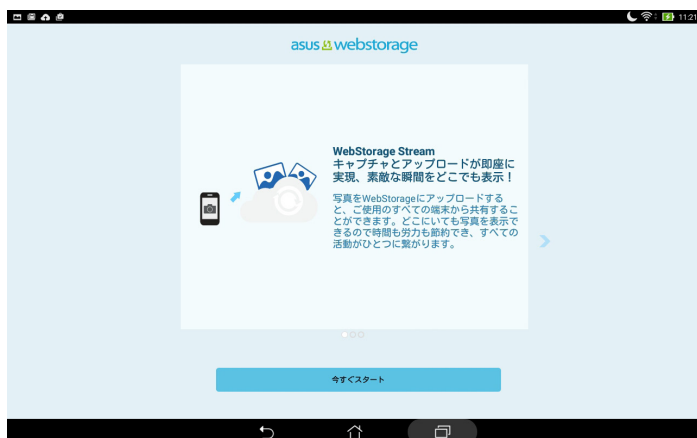 11:21
asus webstorage
WebStorage Stream
キャプチャとアップロードが即座に
実現、素敵な瞬間をどこでも表示！
写真をWebStorageにアップロードする
と、ご使用のすべての端末から共有するこ
とができます。どこにいても写真を表示で
きるので時間も労力も節約でき、すべての
活動がひとつに繋がります。
今すぐスタート